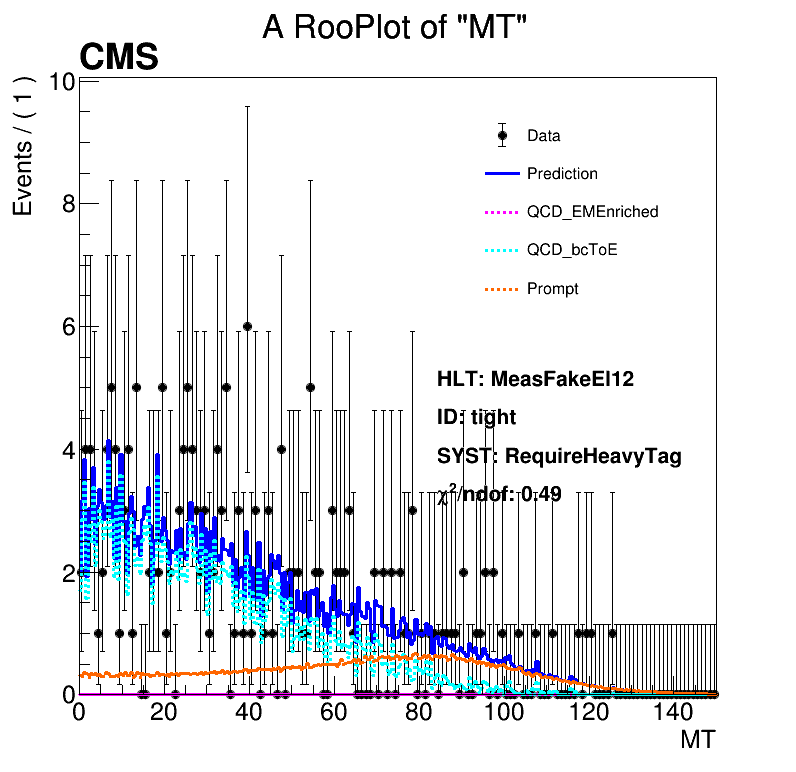 A RooPlot of "MT"
CMS
Events / ( 1 )
10
8
6
4
2
0
Data
Prediction
QCD_EMEnriched
QCD_bcToE
Prompt
HLT: MeasFakeEl12
ID: tight
SYST: RequireHeavyTag
χ²/ndof: 0.49
0 20 40 60 80 100 120 140
MT